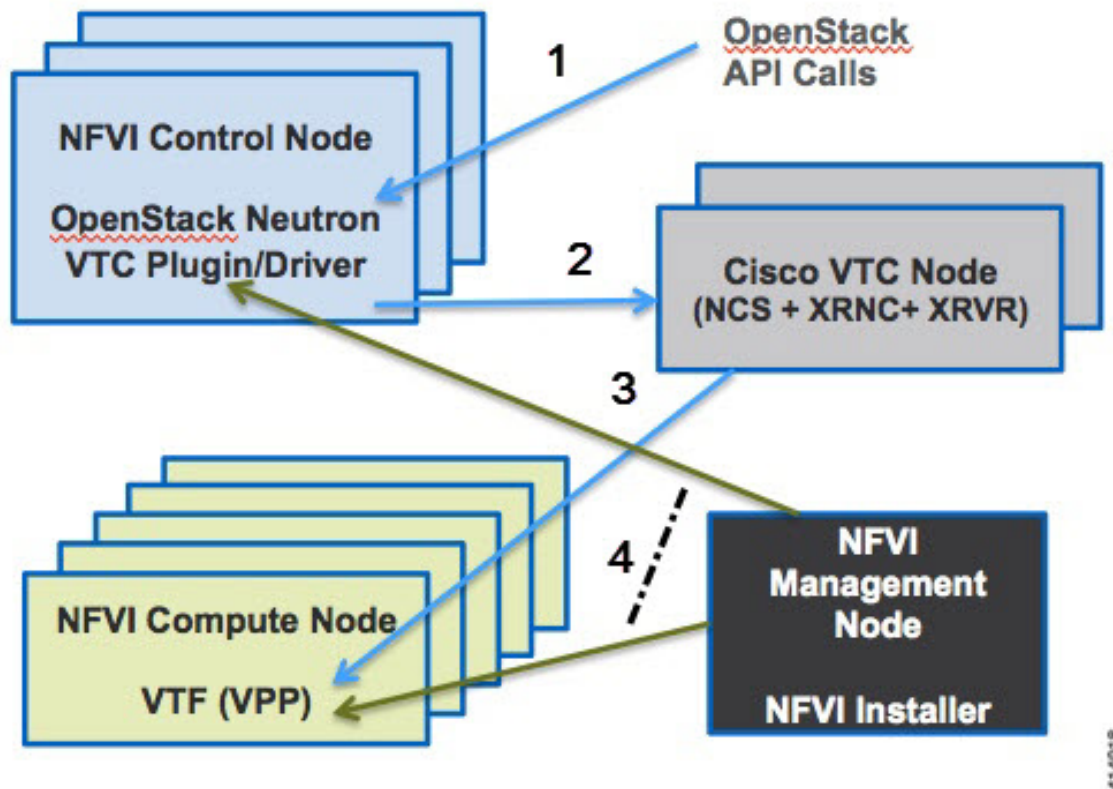 1
OpenStack
API Calls
NFVI Control Node
OpenStack Neutron
VTC Plugin/Driver
2
Cisco VTC Node
(NCS + XRNC+ XRVR)
3
4
NFVI Compute Node
VTF (VPP)
NFVI
Management
Node
NFVI Installer